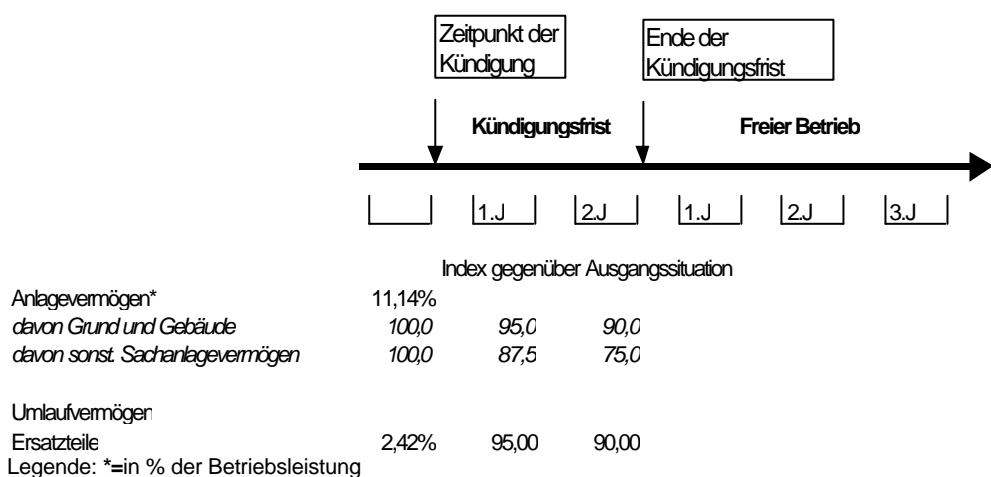 Zeitpunkt der
Kündigung
Ende der
Kündigungsfrist
Kündigungsfrist Freier Betrieb
1.J 2.J 1.J 2.J 3.J
Index gegenüber Ausgangssituation
Anlagevermögen* 11,14%
davon Grund und Gebäude 100,0 95,0 90,0
davon sonst. Sachanlagevermögen 100,0 87,5 75,0
Umlaufvermögen
Ersatzteile 2,42% 95,00 90,00
Legende: *=in % der Betriebsleistung